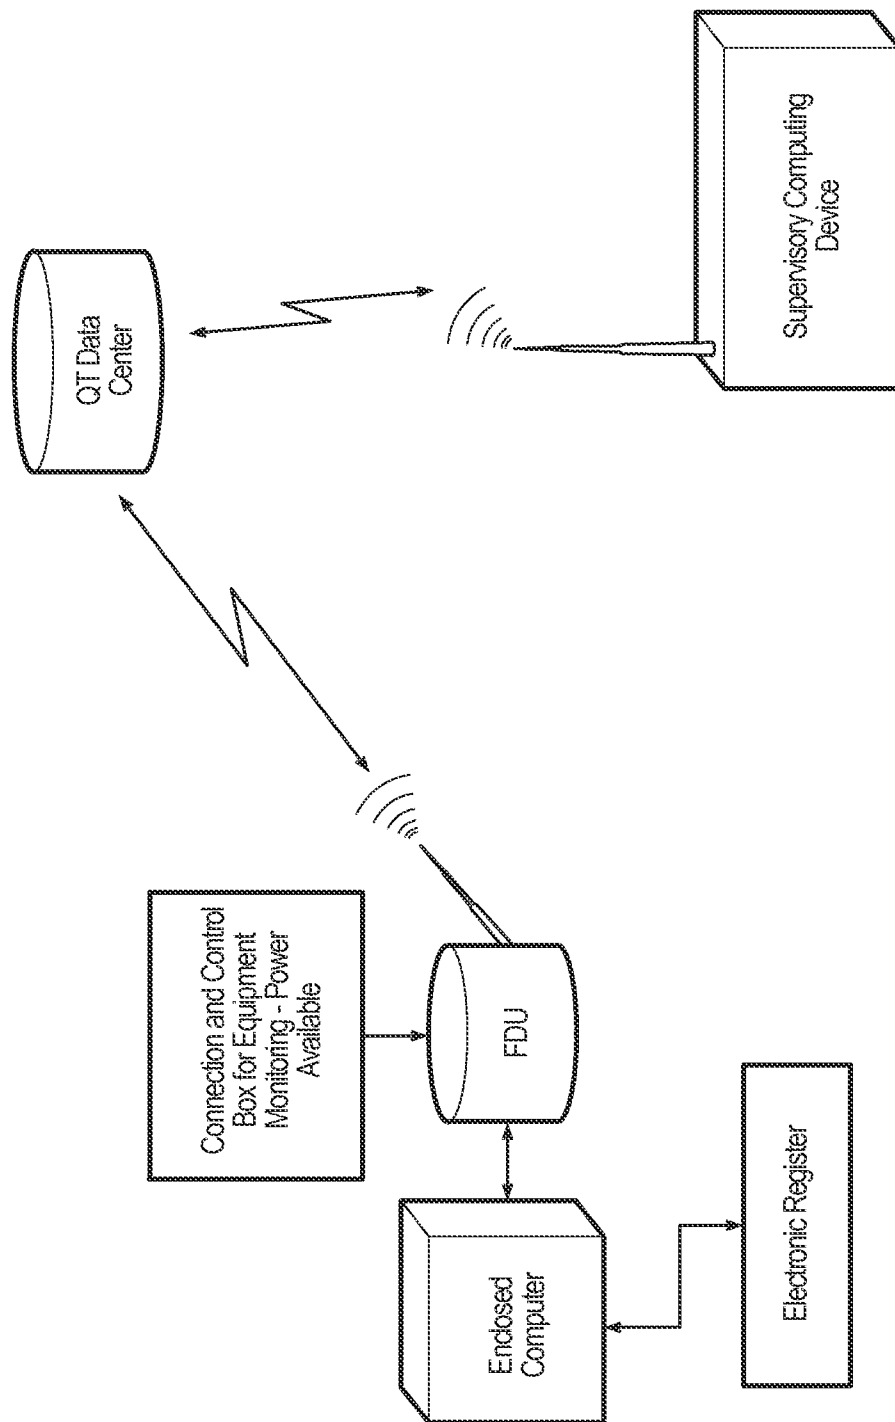 Connection and Control
Box for Equipment
Monitoring - Power
Available
FDU
Enclosed
Computer
Electronic Register
QT Data
Center
Supervisory Computing
Device